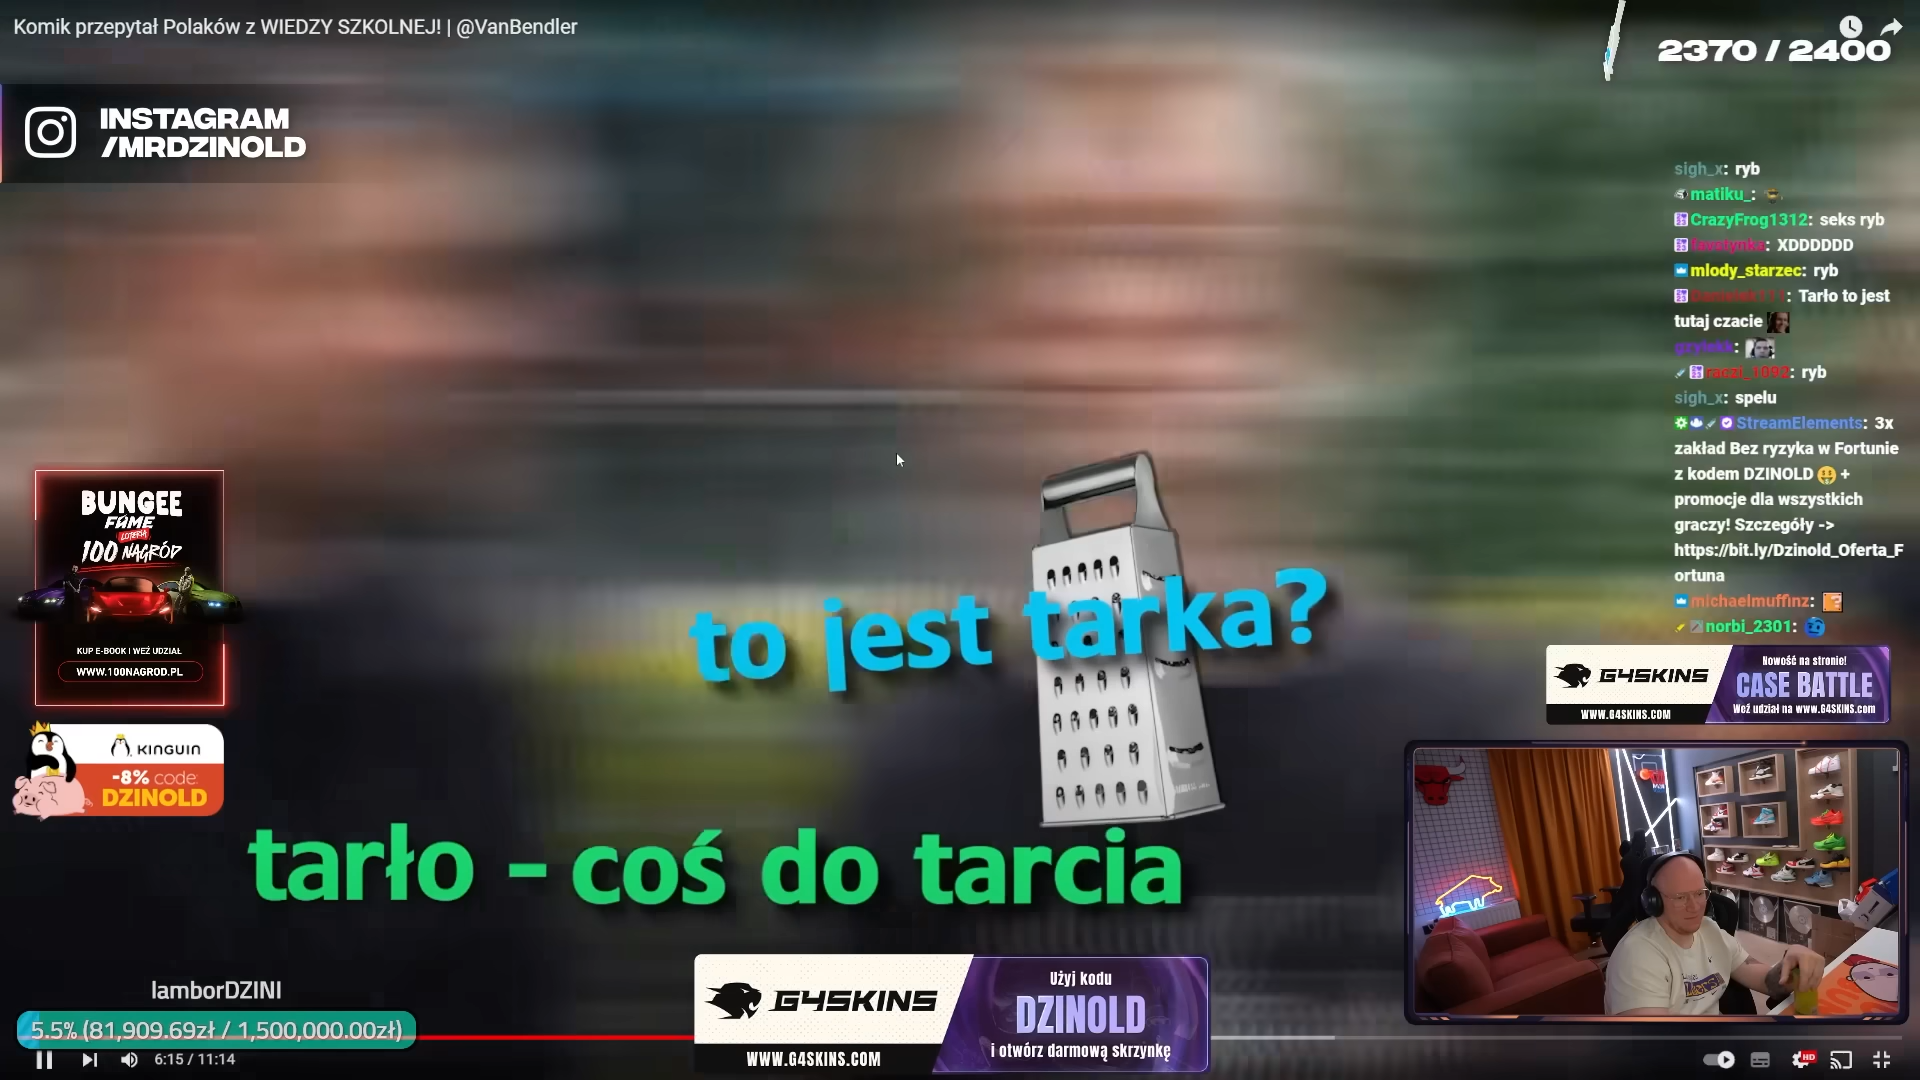 Komik przepytał Polaków z WIEDZY SZKOLNEJ! | @VanBendler
2370 / 2400
INSTAGRAM
/MRDZINOLD
sigh_x: ryb
matiku_:
CrazyFrog1312: seks ryb
: XDDDDDD
mlody_starzec: ryb
: Tarło to jest
tutaj czacie
raczi_1092: ryb
sigh_x: spelu
StreamElements: 3x
zakład Bez ryzyka w Fortunie
z kodem DZINOLD +
promocje dla wszystkich
graczy! Szczegóły ->
https://bit.ly/Dzinold_Oferta_F
ortuna
michaelmuffinz:
norbi_2301:
BUNGEE
FAME
LOTERIA
100 NAGRÓD
KUP E-BOOK I WEŹ UDZIAŁ
WWW.100NAGROD.PL
KINGUIN
-8% code:
DZINOLD
to jest tarka?
tarło - coś do tarcia
G4SKINS
WWW.G4SKINS.COM
Nowość na stronie!
CASE BATTLE
Weź udział na www.G4SKINS.com
lamborDZINI
5.5% (81,909.69zł / 1,500,000.00zł)
G4SKINS
WWW.G4SKINS.COM
Użyj kodu
DZINOLD
i otwórz darmową skrzynkę
6:15 / 11:14
HD